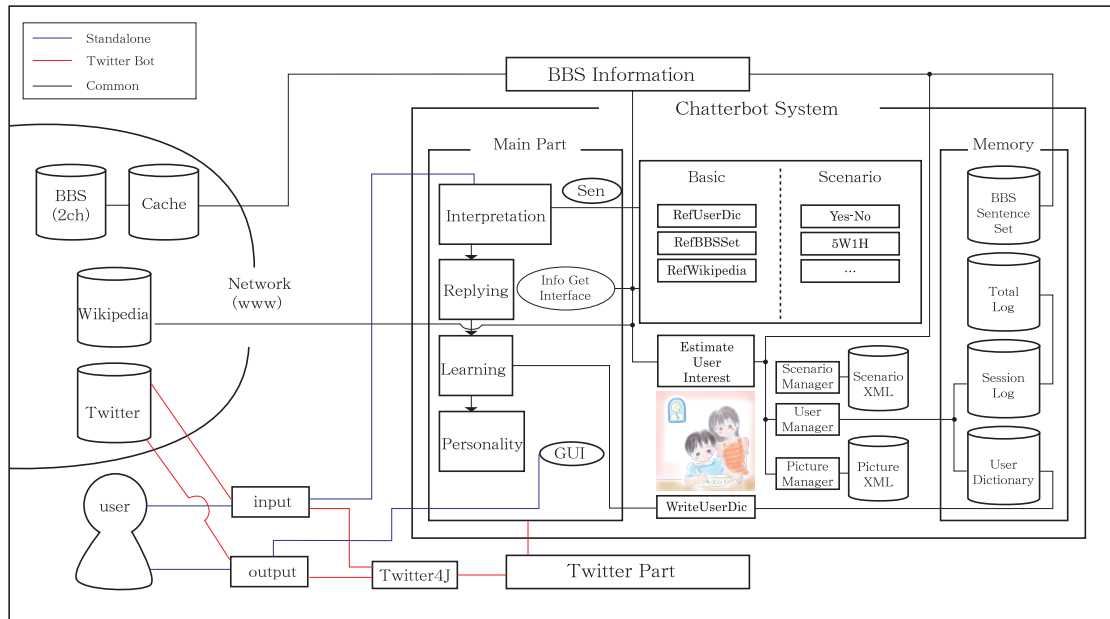 Standalone
Twitter Bot
Common
BBS Information
Chatterbot System
Main Part
Memory
BBS
(2ch)
Cache
Interpretation
Sen
Basic
Scenario
RefUserDic
RefBBSSet
RefWikipedia
Yes-No
5W1H
...
BBS
Sentence
Set
Network
(www)
Wikipedia
Replying
Info Get
Interface
Total
Log
Twitter
Learning
Estimate
User
Interest
Scenario
Manager
Scenario
XML
Session
Log
Personality
GUI
User
Manager
Picture
Manager
Picture
XML
User
Dictionary
user
input
WriteUserDic
output
Twitter4J
Twitter Part